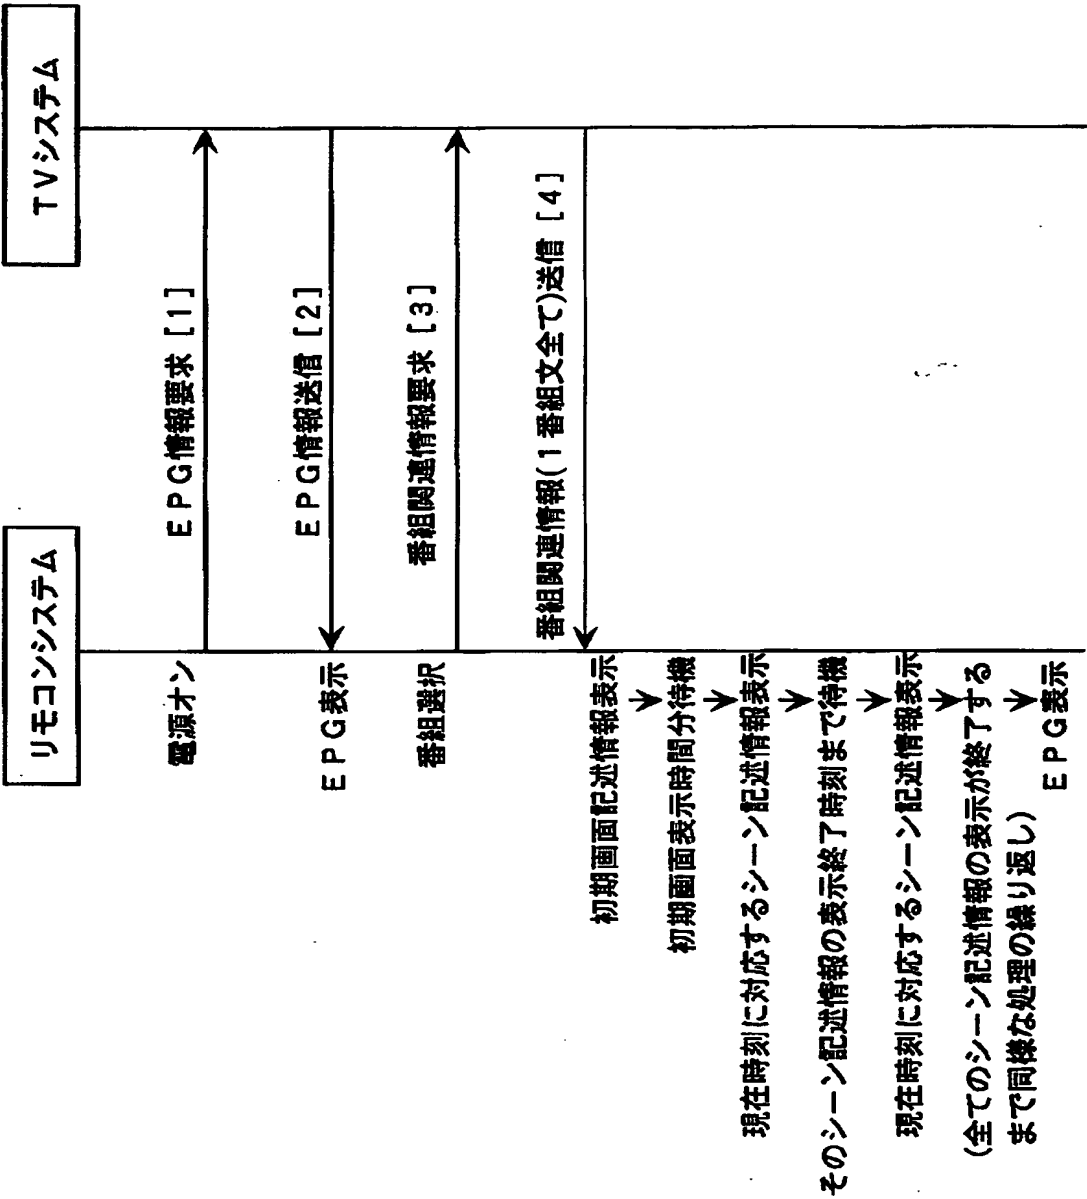 リモコンシステム
TVシステム
電源オン
EPG情報要求 [1]
EPG情報送信 [2]
EPG表示
番組選択
番組関連情報要求 [3]
番組関連情報(1番組文全て)送信 [4]
初期画面記述情報表示
初期画面表示時間分待機
現在時刻に対応するシーン記述情報表示
そのシーン記述情報の表示終了時刻まで待機
現在時刻に対応するシーン記述情報表示
(全てのシーン記述情報の表示が終了する
まで同様な処理の繰り返し)
EPG表示